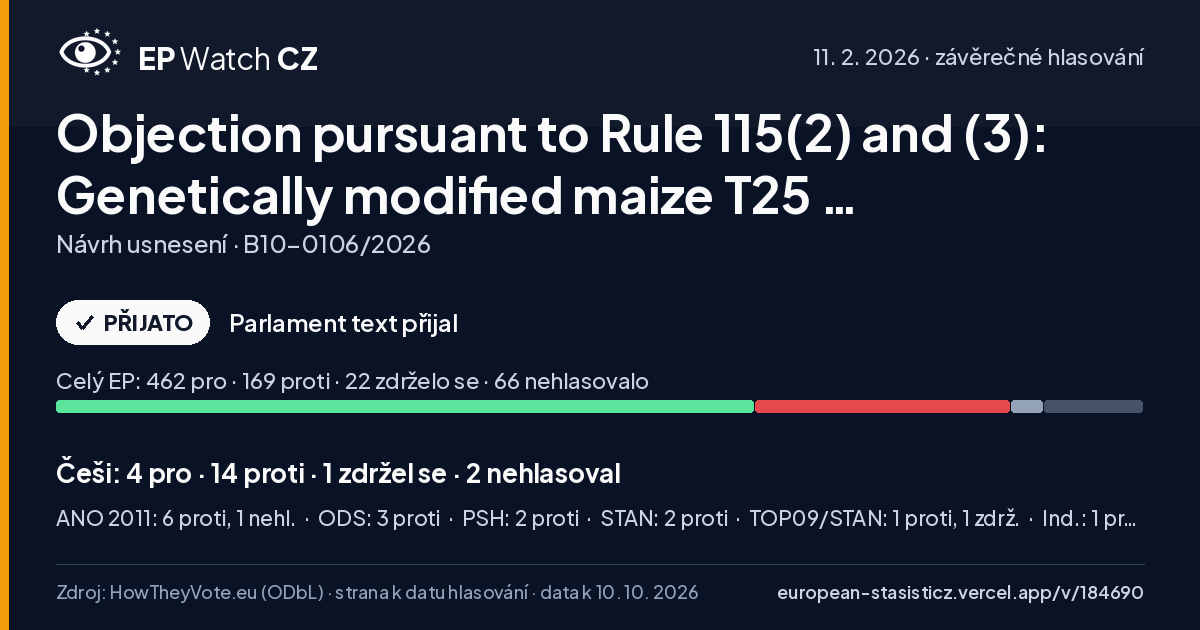 EP Watch CZ
11. 2. 2026 · závěrečné hlasování
Objection pursuant to Rule 115(2) and (3):
Genetically modified maize T25 …
Návrh usnesení · B10-0106/2026
✓ PŘIJATO Parlament text přijal
Celý EP: 462 pro · 169 proti · 22 zdrželo se · 66 nehlasovalo
Češi: 4 pro · 14 proti · 1 zdržel se · 2 nehlasoval
ANO 2011: 6 proti, 1 nehl. · ODS: 3 proti · PSH: 2 proti · STAN: 2 proti · TOP09/STAN: 1 proti, 1 zdrž. · Ind.: 1 pr…
Zdroj: HowTheyVote.eu (ODbL) · strana k datu hlasování · data k 10. 10. 2026
european-stasisticz.vercel.app/v/184690